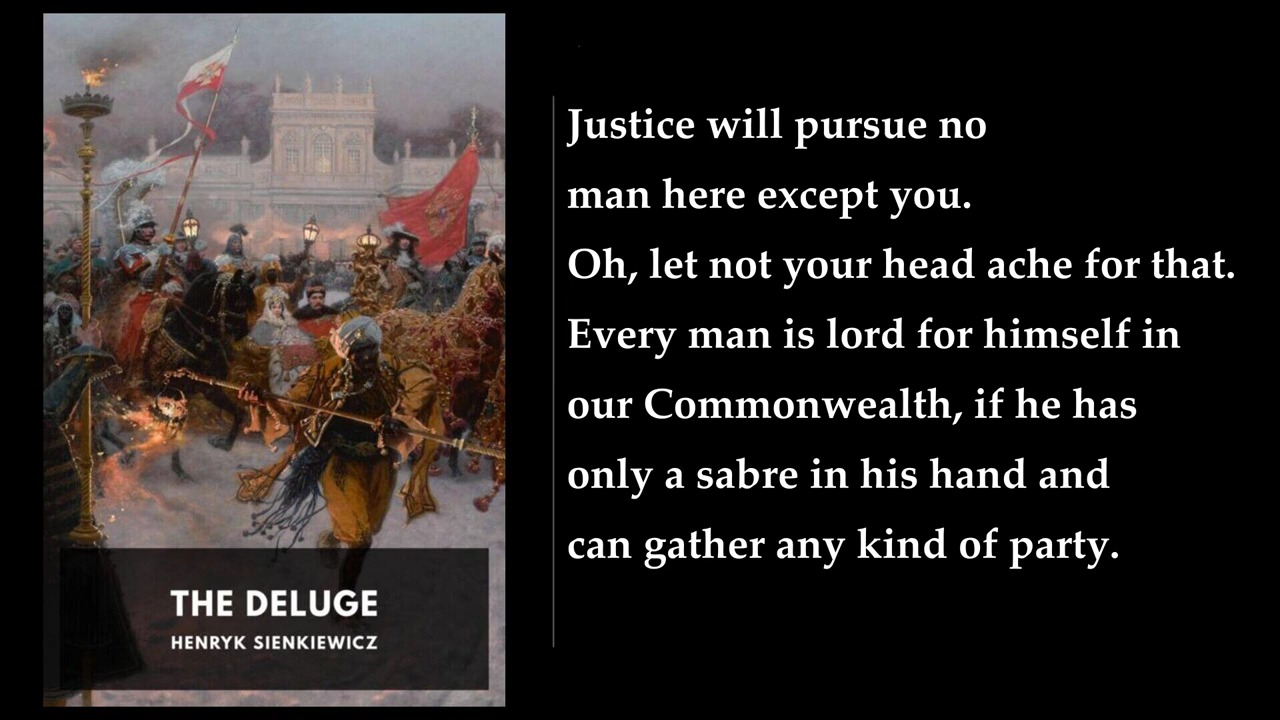 Justice will pursue no
man here except you.
Oh, let not your head ache for that.
Every man is lord for himself in
our Commonwealth, if he has
only a sabre in his hand and
can gather any kind of party.
THE DELUGE
HENRYK SIENKIEWICZ